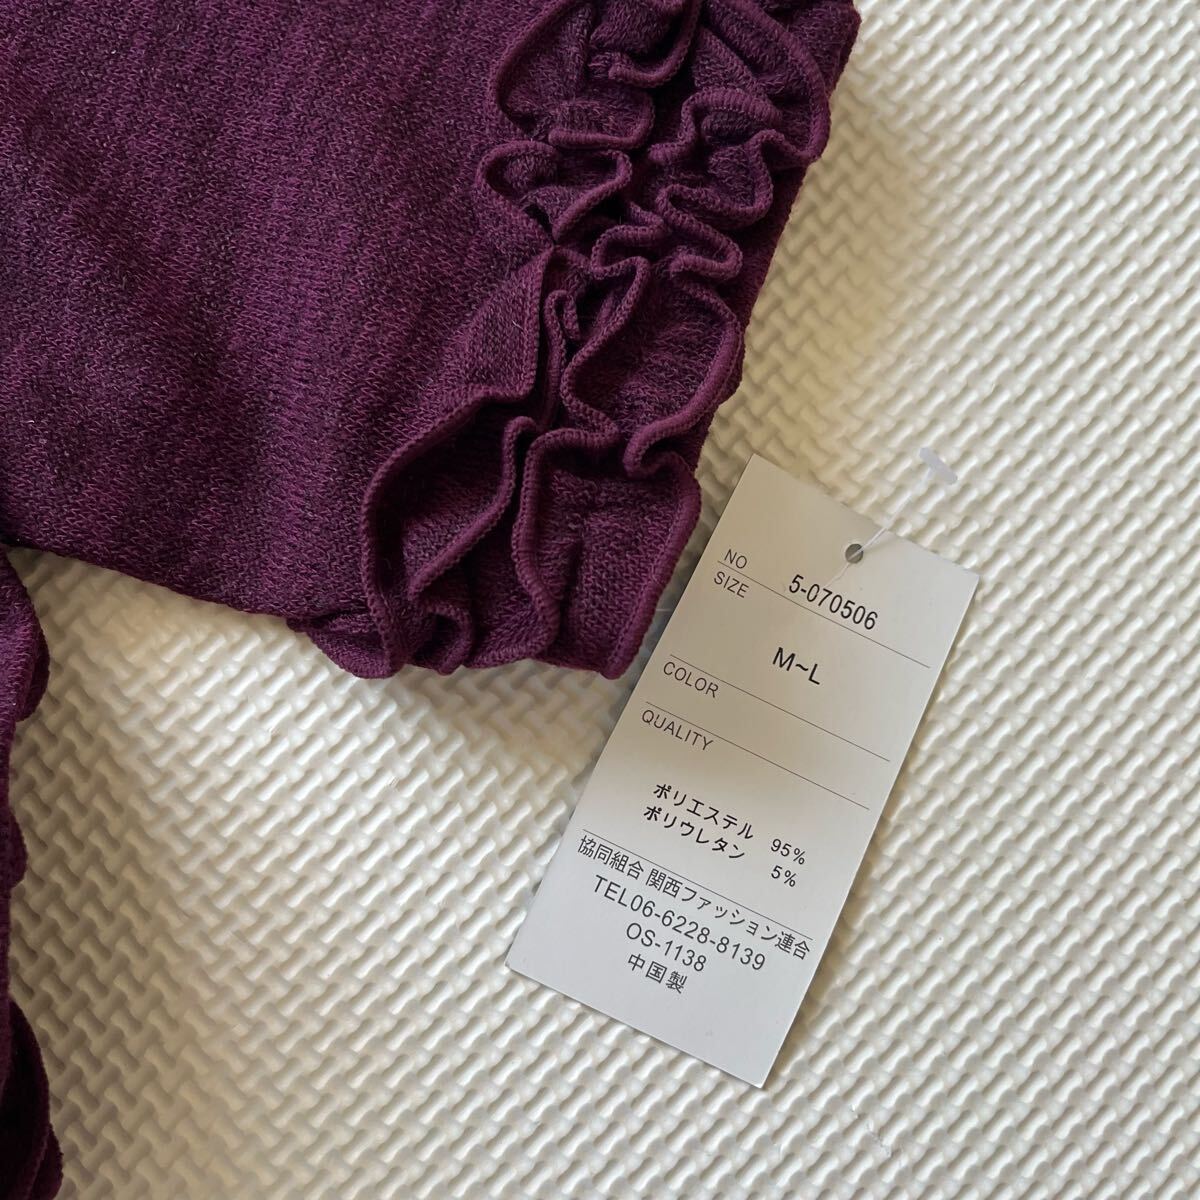 NO 5-070506
SIZE
M~L
COLOR
QUALITY
ポリエステル 95%
ポリウレタン 5%
協同組合 関西ファッション連合
TEL06-6228-8139
OS-1138
中国製